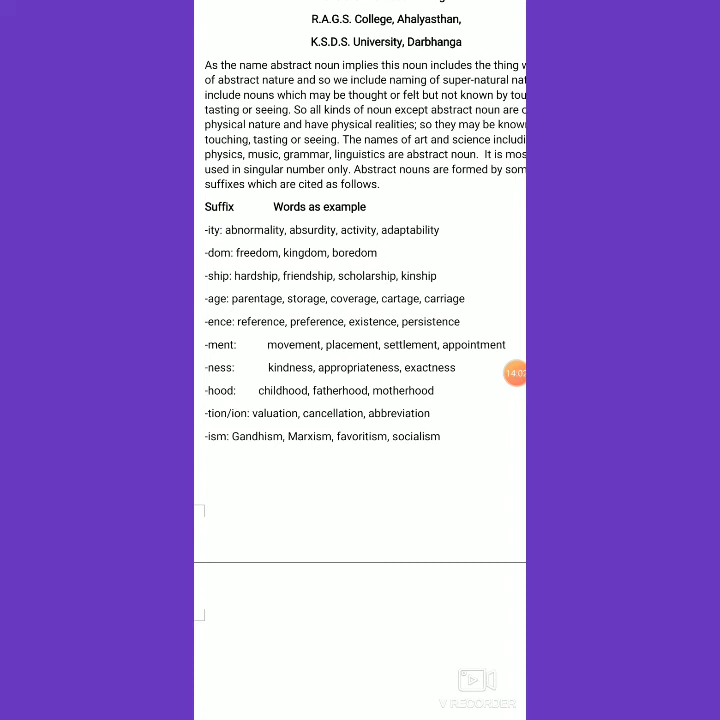 R.A.G.S. College, Ahalyasthan,
K.S.D.S. University, Darbhanga
As the name abstract noun implies this noun includes the thing
of abstract nature and so we include naming of super-natural
include nouns which may be thought or felt but not known by
tasting or seeing. So all kinds of noun except abstract noun are
physical nature and have physical realities; so they may be
touching, tasting or seeing. The names of art and science
physics, music, grammar, linguistics are abstract noun. It is
used in singular number only. Abstract nouns are formed by
suffixes which are cited as follows.
Suffix Words as example
-ity: abnormality, absurdity, activity, adaptability
-dom: freedom, kingdom, boredom
-ship: hardship, friendship, scholarship, kinship
-age: parentage, storage, coverage, cartage, carriage
-ence: reference, preference, existence, persistence
-ment: movement, placement, settlement, appointment
-ness: kindness, appropriateness, exactness
14:02
-hood: childhood, fatherhood, motherhood
-tion/ion: valuation, cancellation, abbreviation
-ism: Gandhism, Marxism, favoritism, socialism
V RECORDER